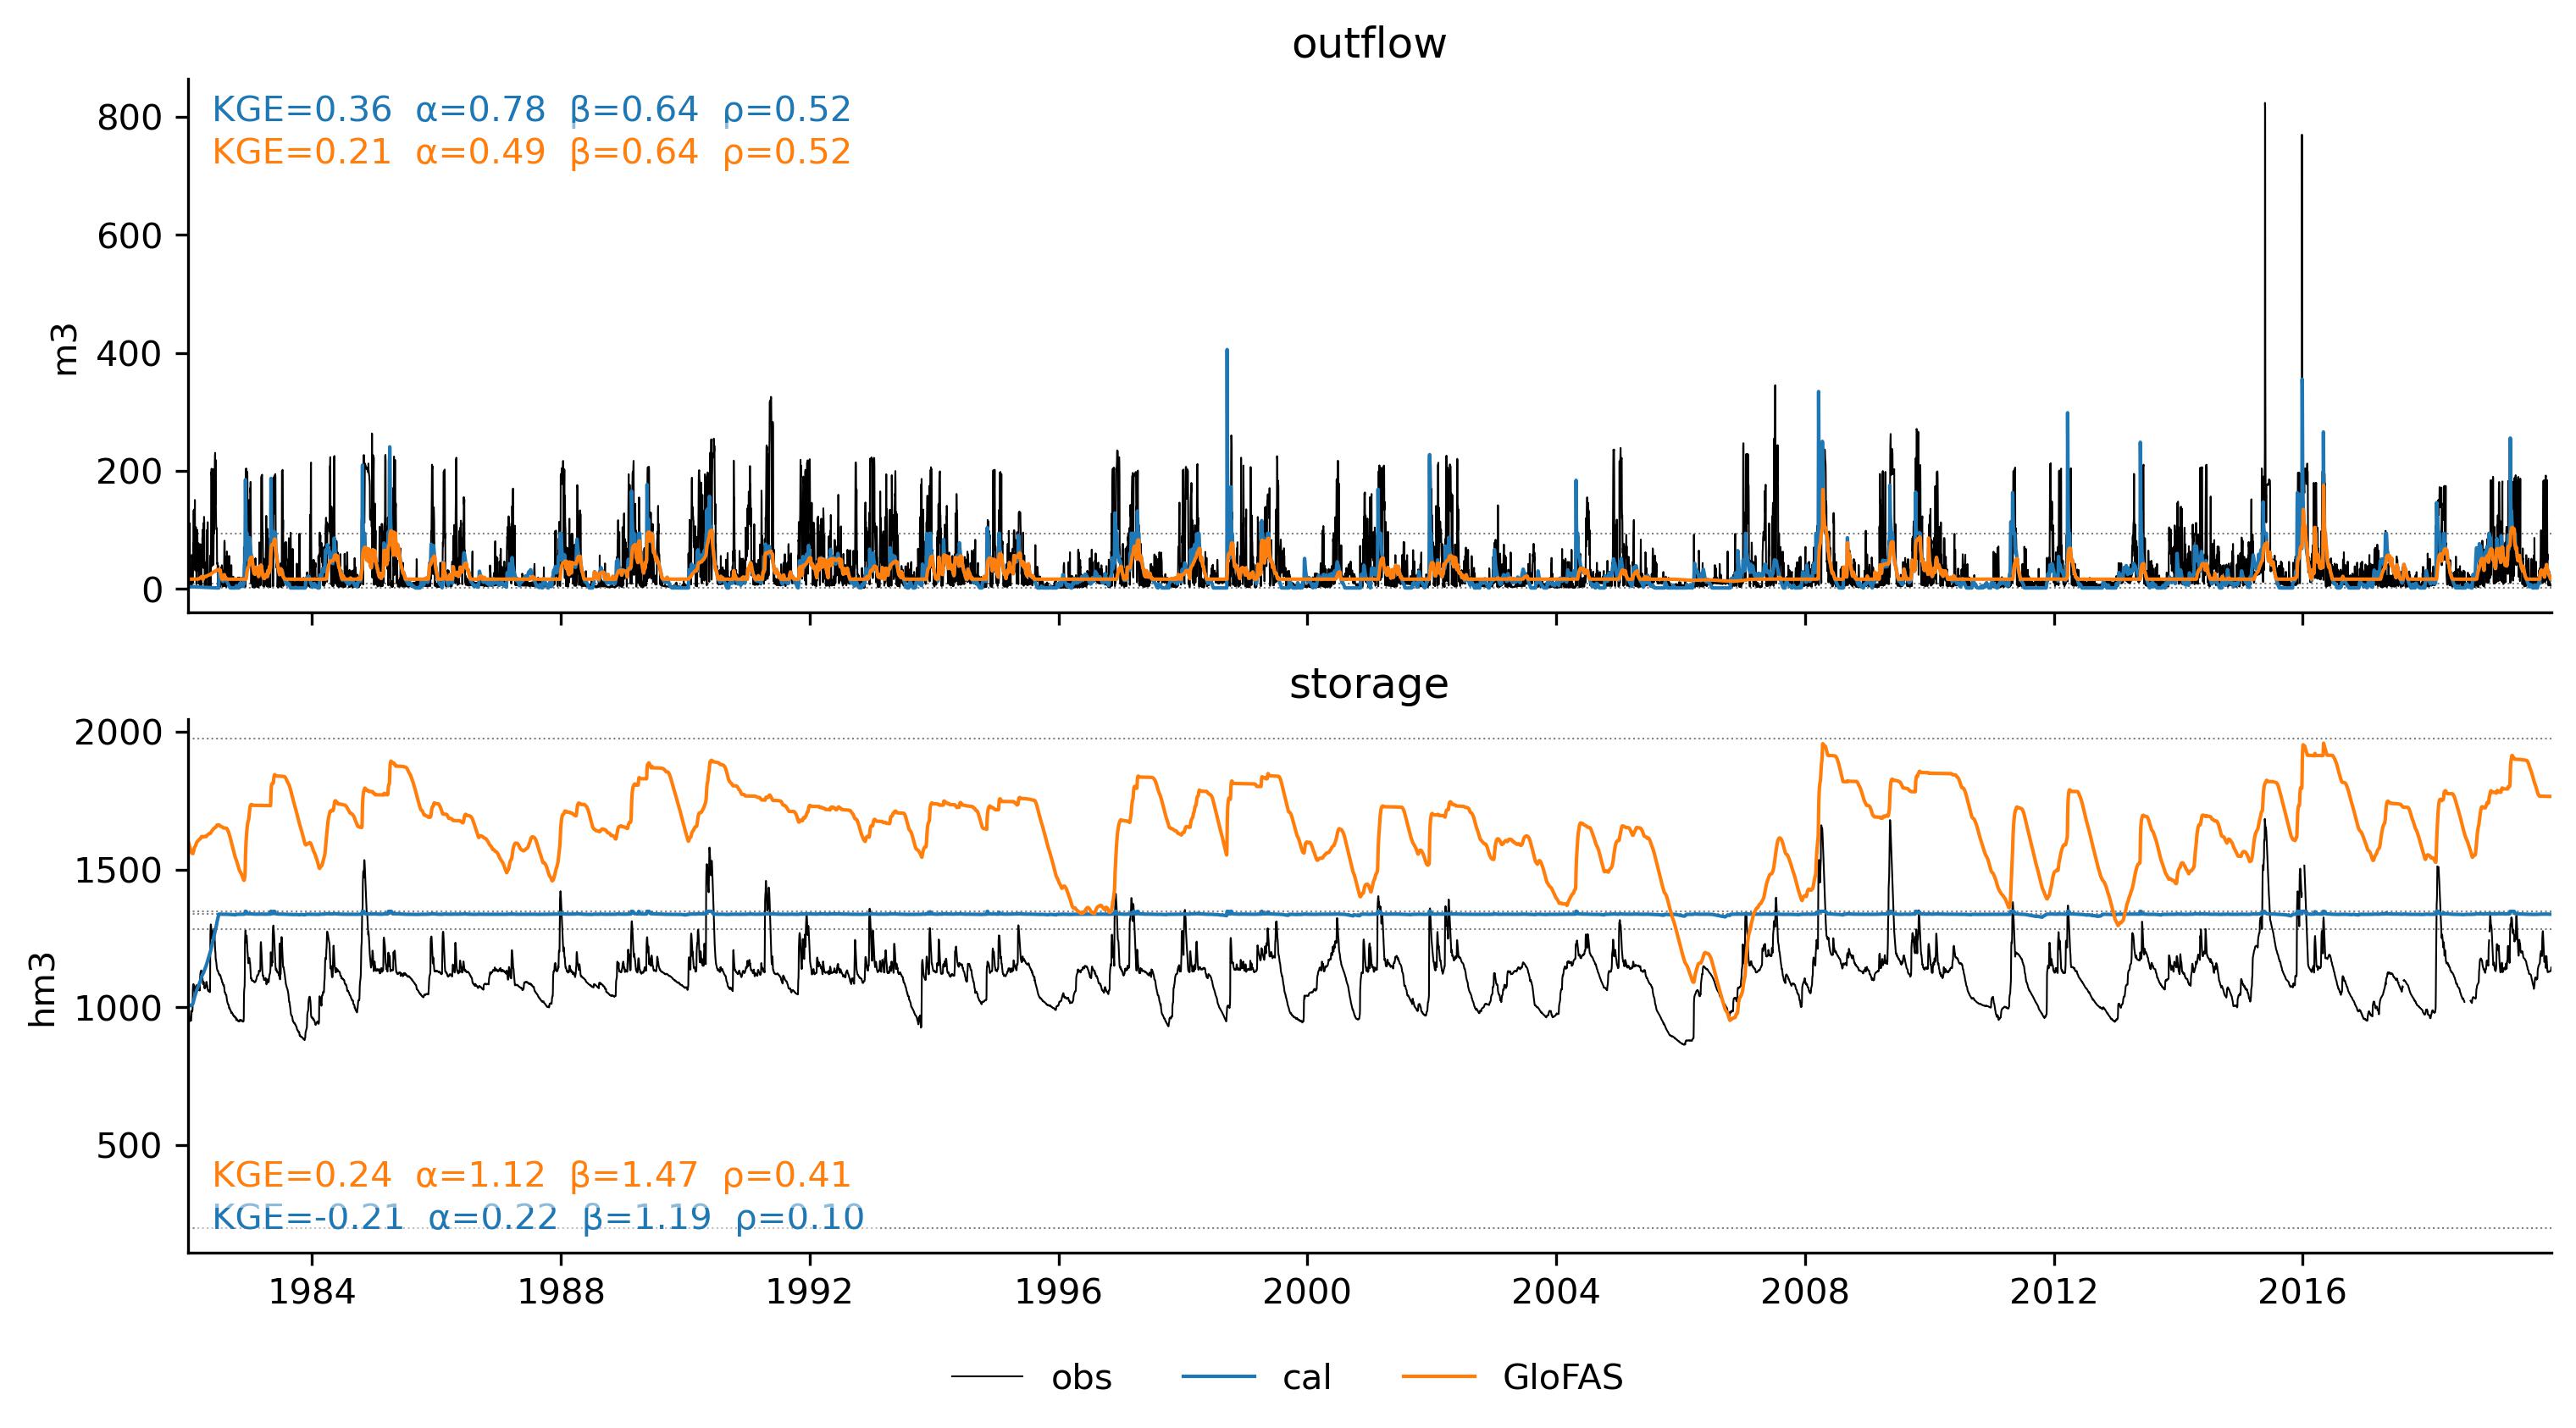 outflow
KGE=0.36 α=0.78 β=0.64 ρ=0.52
KGE=0.21 α=0.49 β=0.64 ρ=0.52
800
600
400
200
0
m3
storage
2000
1500
1000
500
hm3
KGE=0.24 α=1.12 β=1.47 ρ=0.41
KGE=-0.21 α=0.22 β=1.19 ρ=0.10
1984 1988 1992 1996 2000 2004 2008 2012 2016
obs cal GloFAS